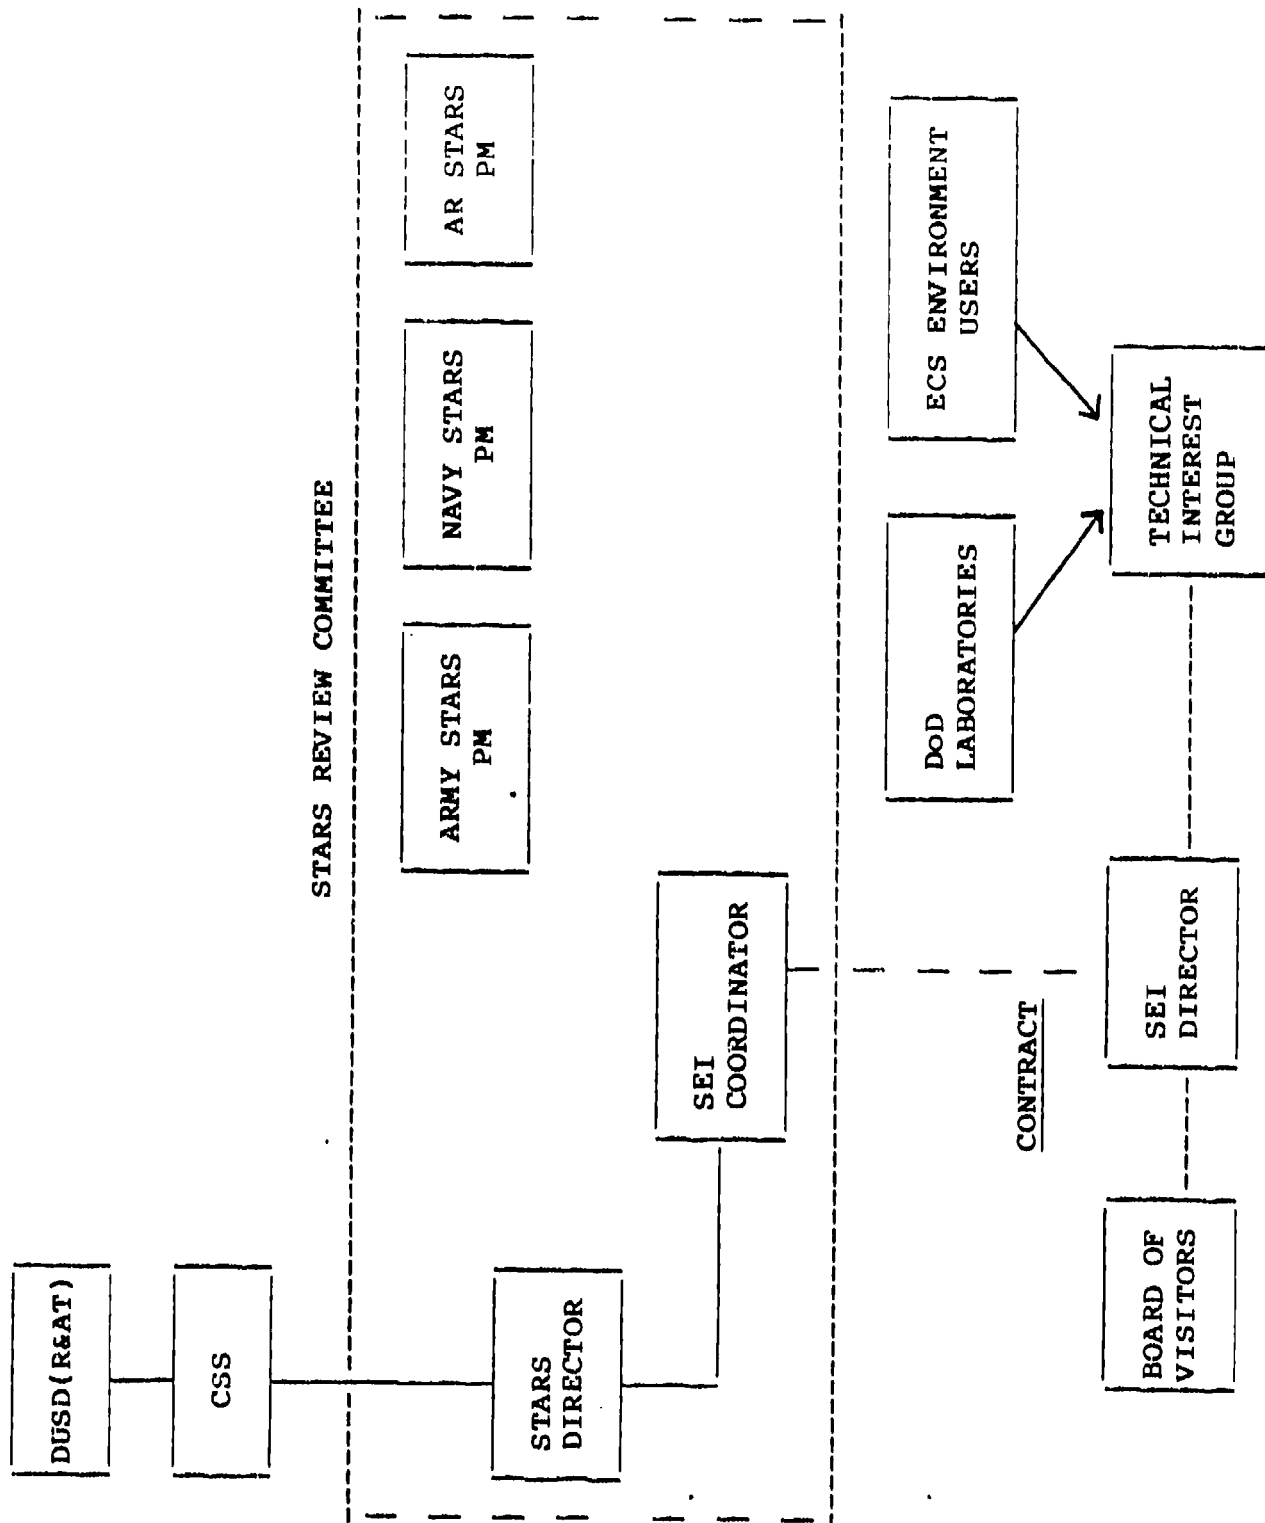 DUSD(R&AT)
CSS
STARS REVIEW COMMITTEE
STARS
DIRECTOR
ARMY STARS
PM
NAVY STARS
PM
AR STARS
PM
SEI
COORDINATOR
CONTRACT
DoD
LABORATORIES
ECS ENVIRONMENT
USERS
BOARD OF
VISITORS
SEI
DIRECTOR
TECHNICAL
INTEREST
GROUP